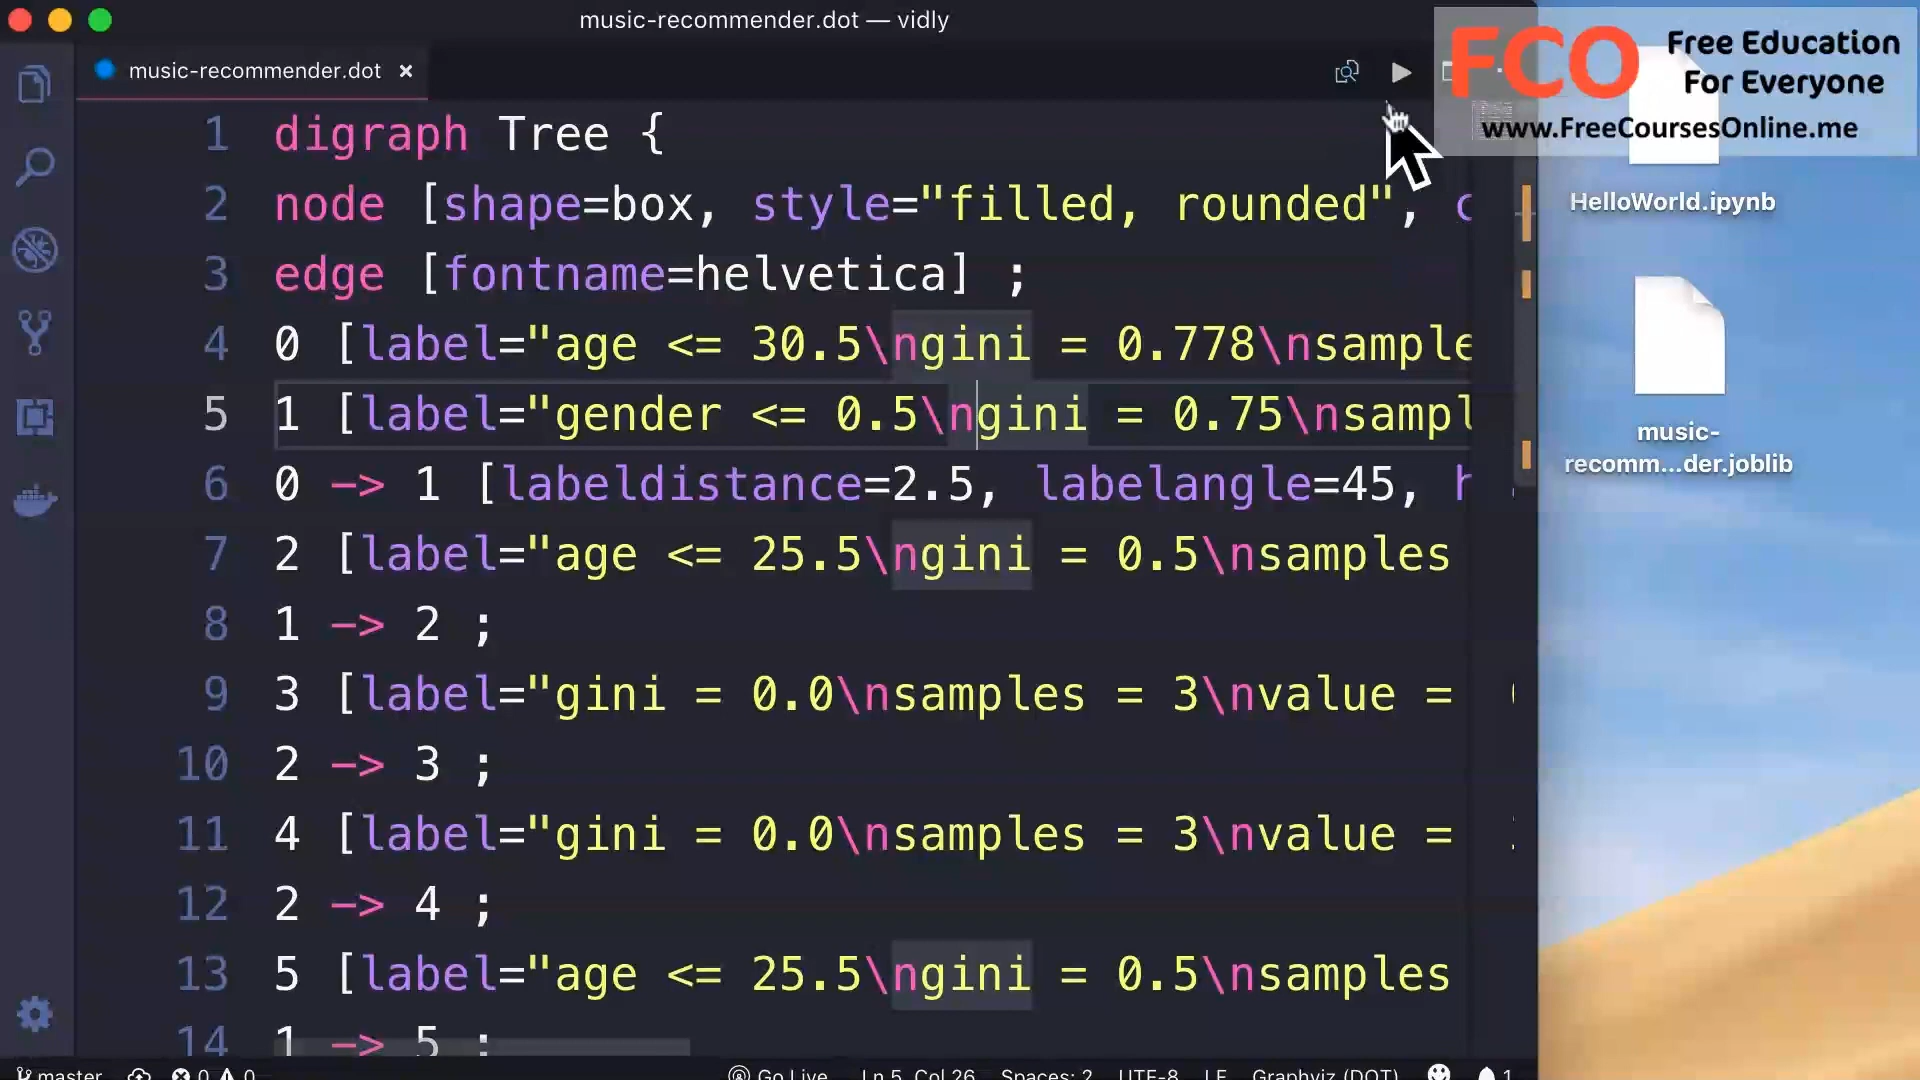 music-recommender.dot — vidly
music-recommender.dot ×
FCO Free Education
For Everyone
www.FreeCoursesOnline.me
1 digraph Tree {
2 node [shape=box, style="filled, rounded", c
3 edge [fontname=helvetica] ;
4 0 [label="age <= 30.5\ngini = 0.778\nsample
5 1 [label="gender <= 0.5\ngini = 0.75\nsampl
6 0 -> 1 [labeldistance=2.5, labelangle=45, h
7 2 [label="age <= 25.5\ngini = 0.5\nsamples
8 1 -> 2 ;
9 3 [label="gini = 0.0\nsamples = 3\nvalue =
10 2 -> 3 ;
11 4 [label="gini = 0.0\nsamples = 3\nvalue =
12 2 -> 4 ;
13 5 [label="age <= 25.5\ngini = 0.5\nsamples
14 1 -> 5 ;
HelloWorld.ipynb
music-
recomm...der.joblib
master 0 0 Go Live Ln 5, Col 26 Spaces: 2 UTF-8 LF Graphviz (DOT) 1